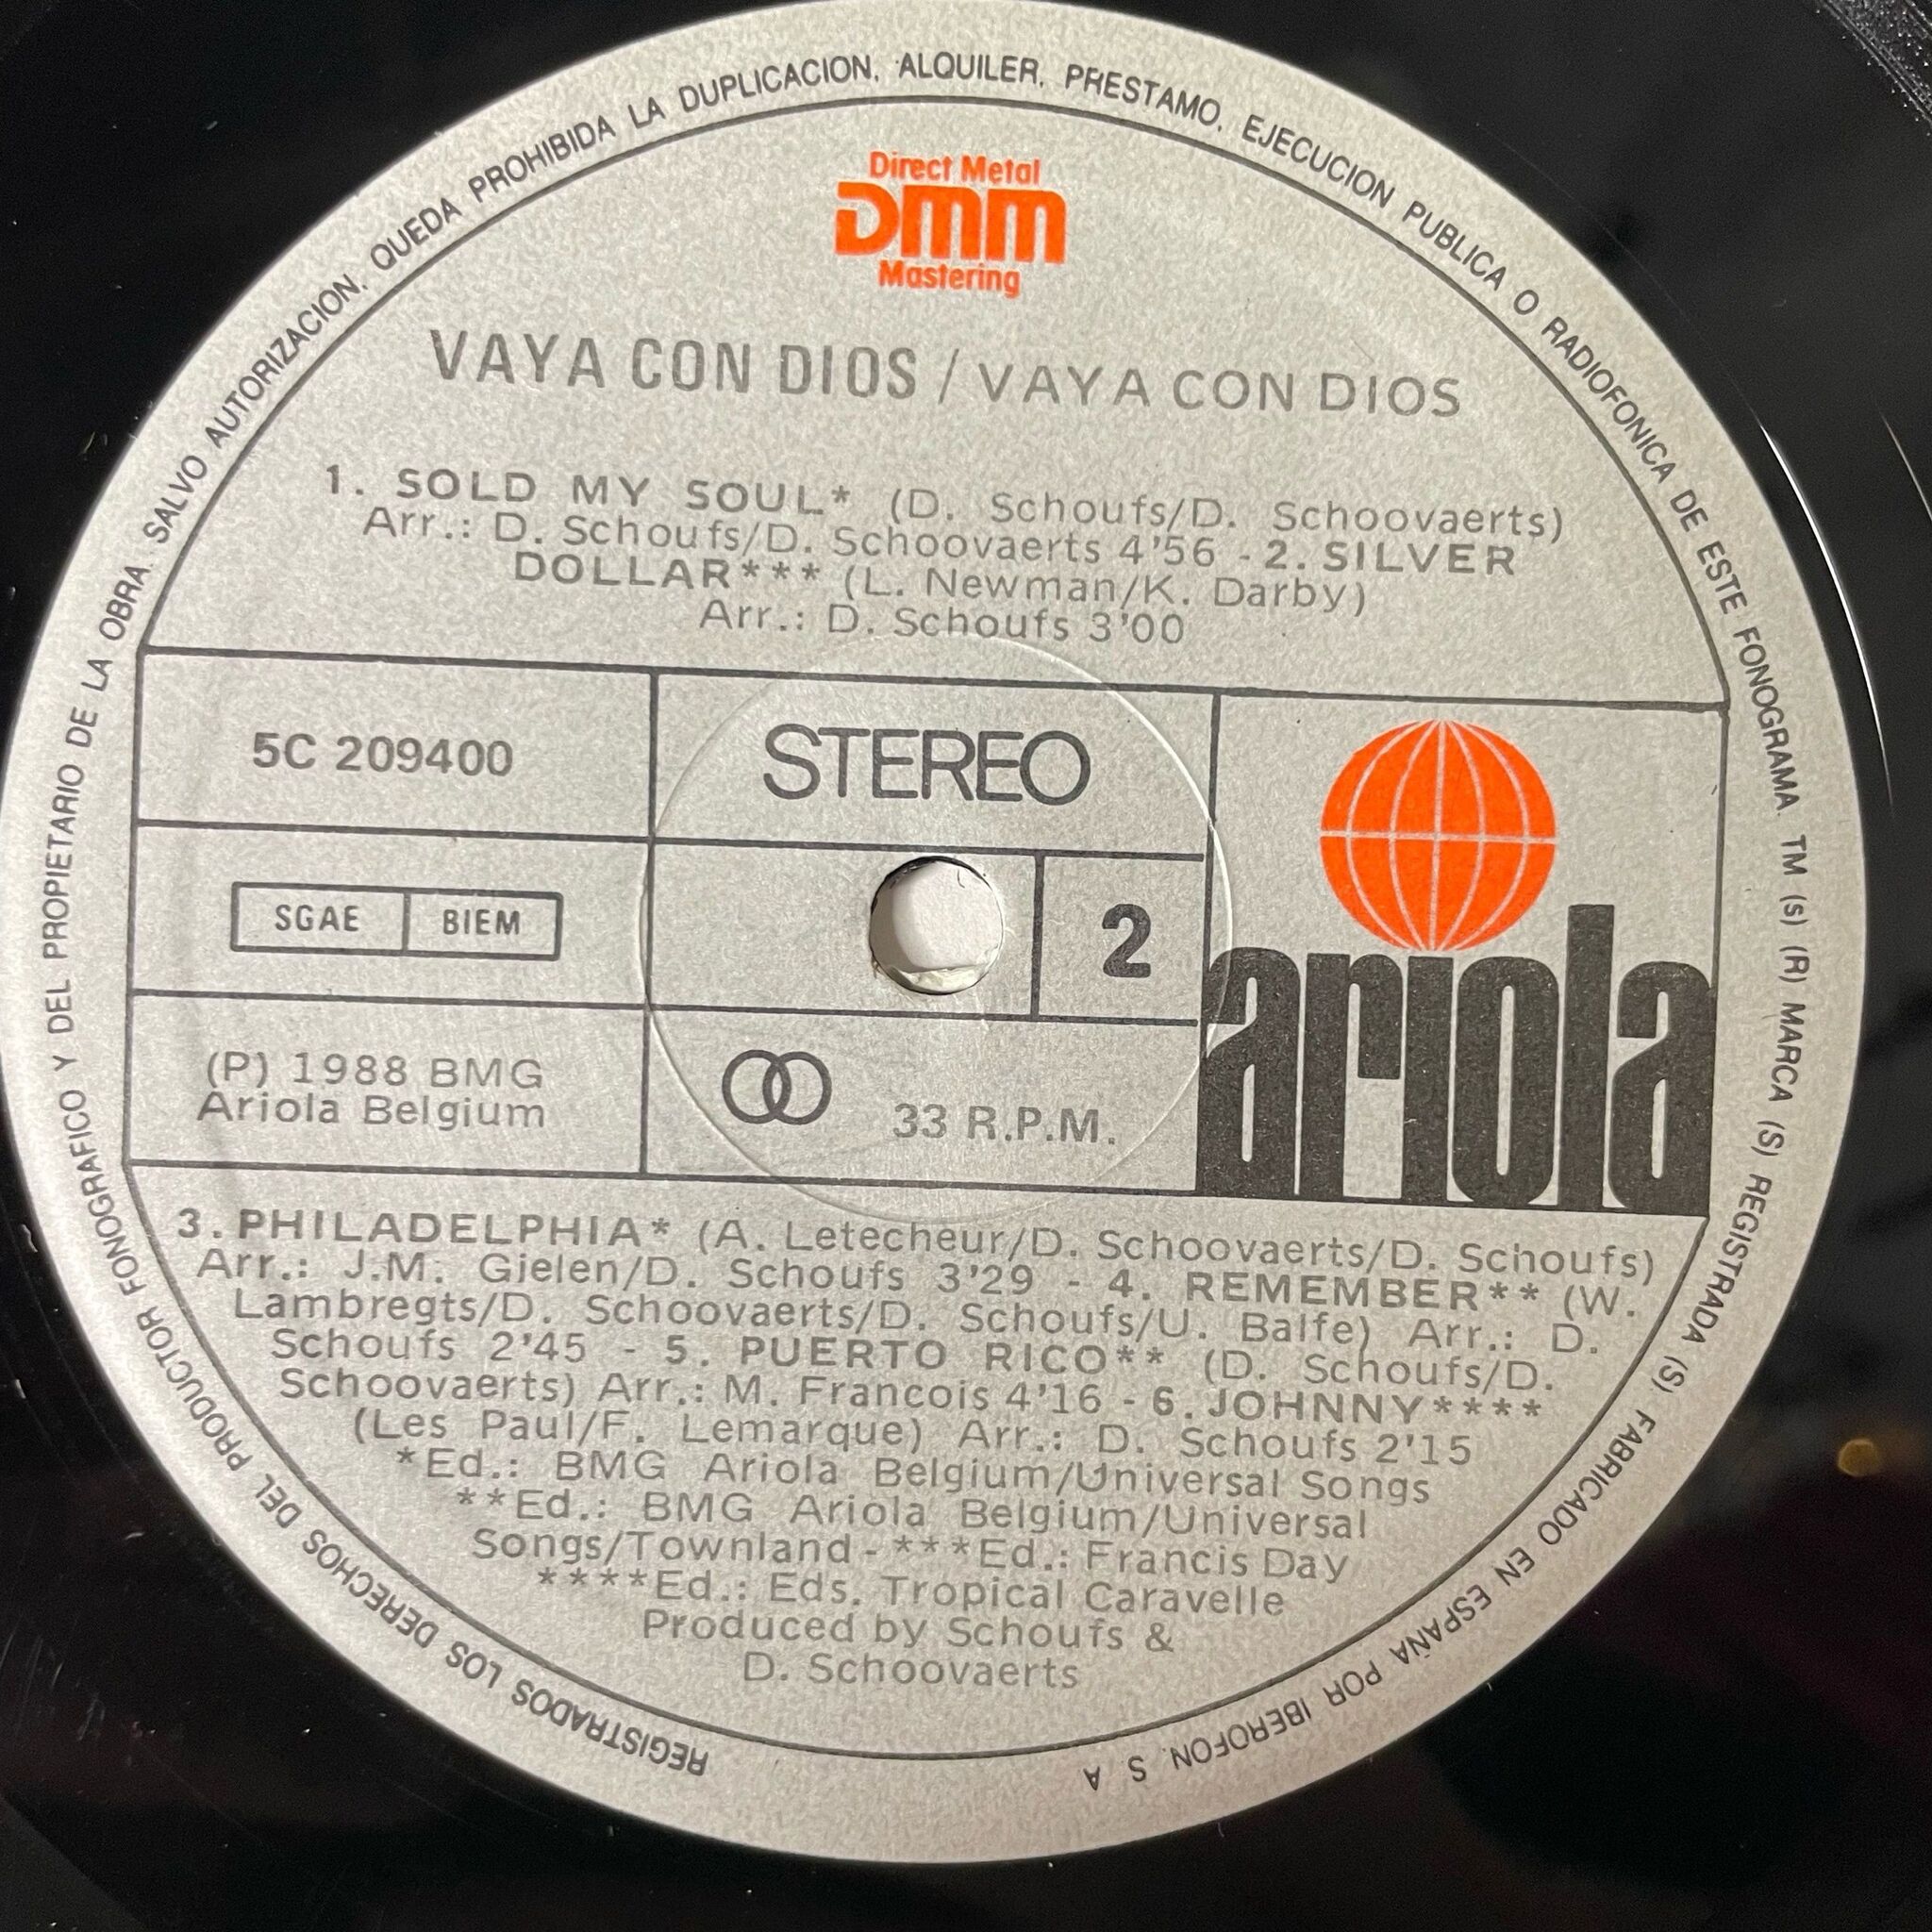 REGISTRADOS LOS DERECHOS DEL PRODUCTOR FONOGRAFICO Y DEL PROPIETARIO DE LA OBRA. SALVO AUTORIZACION, QUEDA PROHIBIDA LA DUPLICACION, ALQUILER, PRESTAMO, EJECUCION PUBLICA O RADIOFONICA DE ESTE FONOGRAMA. TM (s) (R) MARCA (S) REGISTRADA (S). FABRICADO EN ESPAÑA POR IBEROFON, S. A
Direct Metal
DMM
Mastering
VAYA CON DIOS / VAYA CON DIOS
1. SOLD MY SOUL* (D. Schoufs/D. Schoovaerts)
Arr.: D. Schoufs/D. Schoovaerts 4'56 - 2. SILVER
DOLLAR*** (L. Newman/K. Darby)
Arr.: D. Schoufs 3'00
5C 209400
STEREO
SGAE BIEM
2
ariola
(P) 1988 BMG
Ariola Belgium
33 R.P.M.
3. PHILADELPHIA* (A. Letecheur/D. Schoovaerts/D. Schoufs)
Arr.: J.M. Gielen/D. Schoufs 3'29 - 4. REMEMBER** (W.
Lambregts/D. Schoovaerts/D. Schoufs/U. Balfe) Arr.: D.
Schoufs 2'45 - 5. PUERTO RICO** (D. Schoufs/D.
Schoovaerts) Arr.: M. Francois 4'16 - 6. JOHNNY****
(Les Paul/F. Lemarque) Arr.: D. Schoufs 2'15
*Ed.: BMG Ariola Belgium/Universal Songs
**Ed.: BMG Ariola Belgium/Universal
Songs/Townland - ***Ed.: Francis Day
****Ed.: Eds. Tropical Caravelle
Produced by Schoufs &
D. Schoovaerts